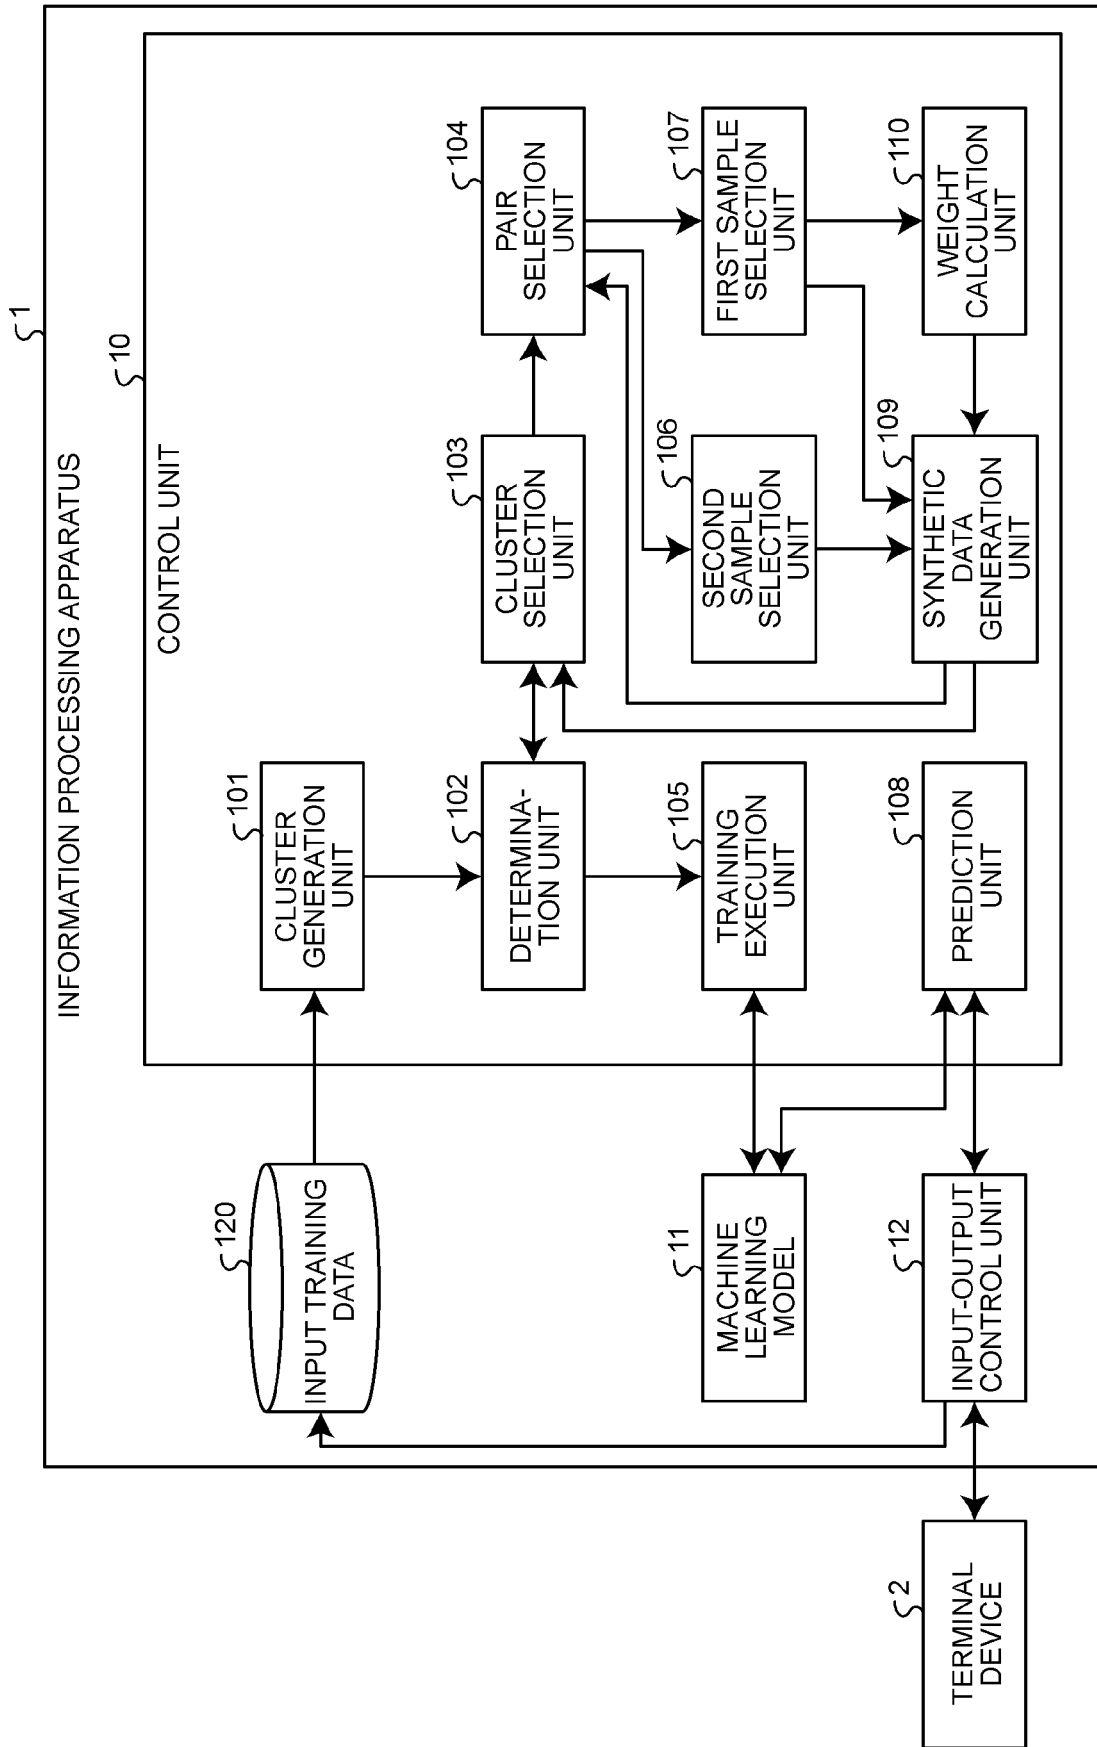 INFORMATION PROCESSING APPARATUS
1
CONTROL UNIT
10
120
INPUT TRAINING
DATA
101
CLUSTER
GENERATION
UNIT
102
DETERMINA-
TION UNIT
103
CLUSTER
SELECTION
UNIT
104
PAIR
SELECTION
UNIT
11
MACHINE
LEARNING
MODEL
105
TRAINING
EXECUTION
UNIT
106
SECOND
SAMPLE
SELECTION
UNIT
107
FIRST SAMPLE
SELECTION
UNIT
2
TERMINAL
DEVICE
12
INPUT-OUTPUT
CONTROL UNIT
108
PREDICTION
UNIT
109
SYNTHETIC
DATA
GENERATION
UNIT
110
WEIGHT
CALCULATION
UNIT